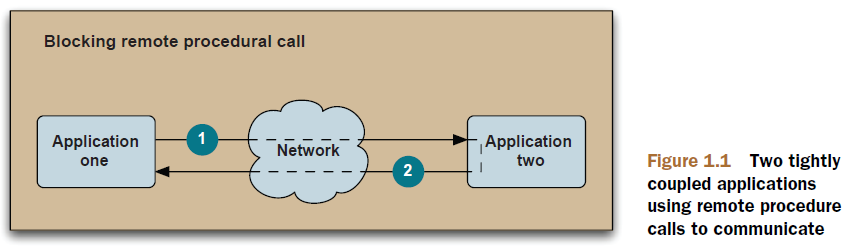 Blocking remote procedural call
Application
one
1
Network
2
Application
two
Figure 1.1 Two tightly
coupled applications
using remote procedure
calls to communicate